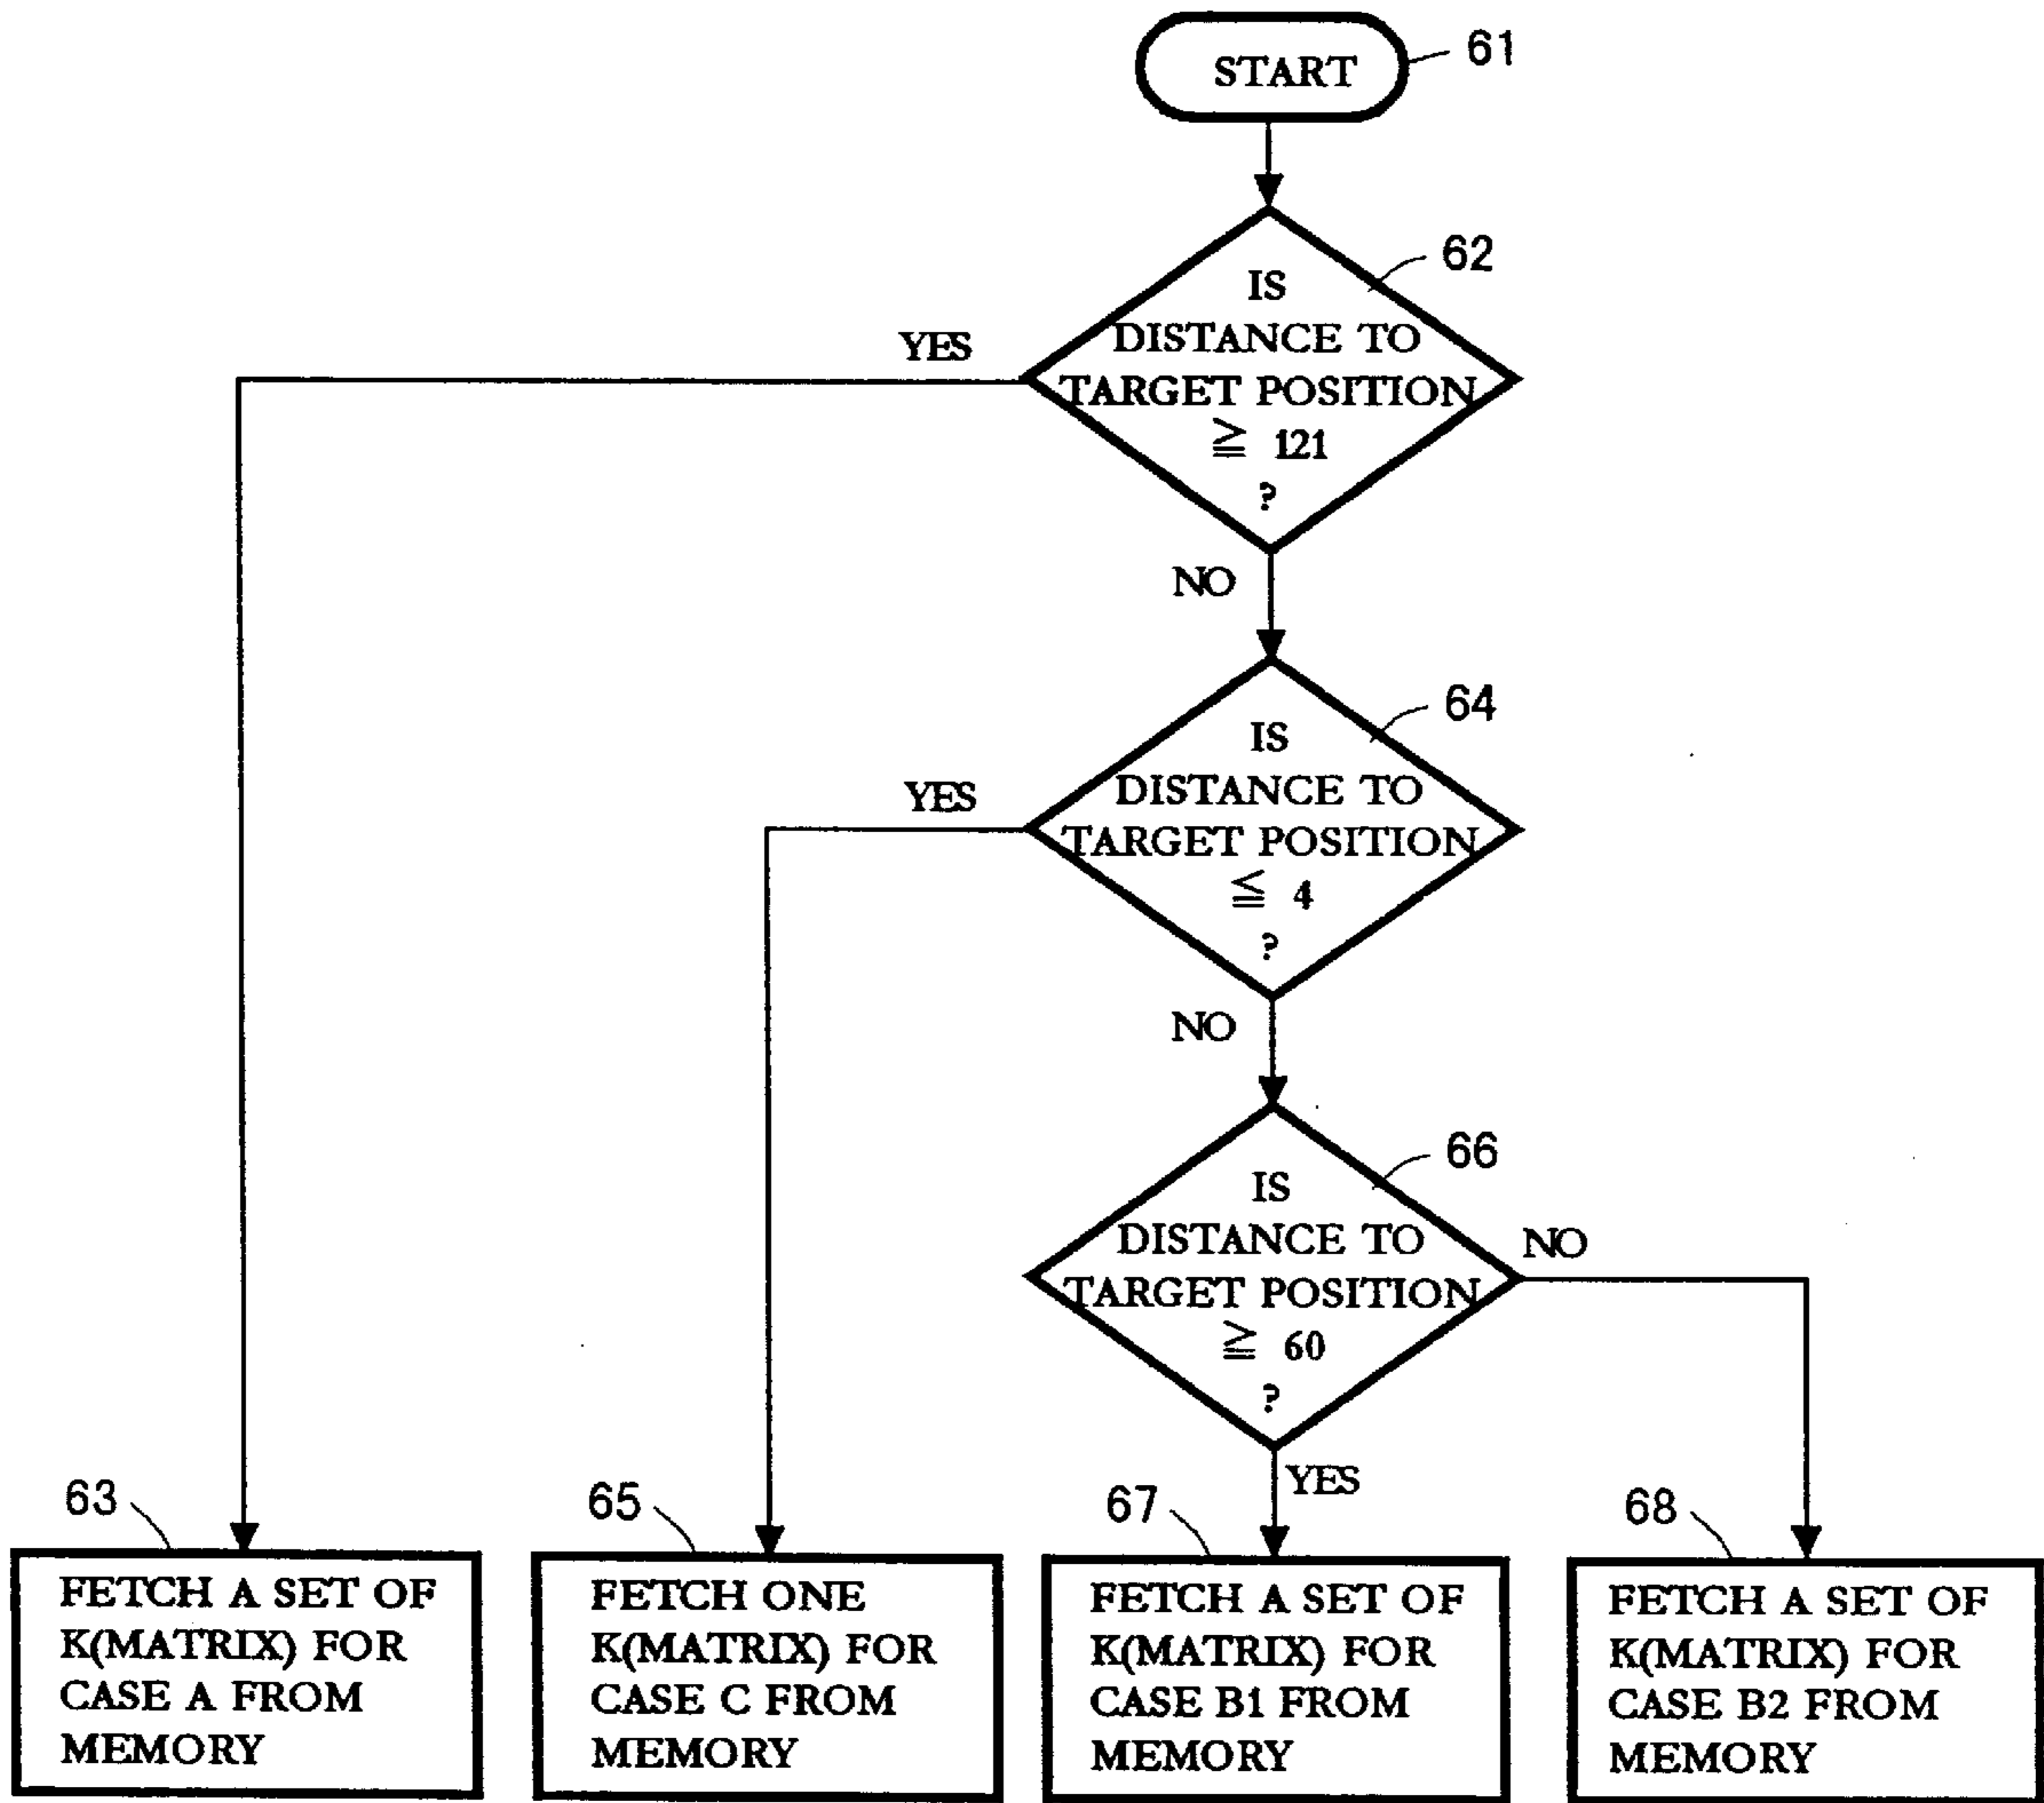 START
61
IS
DISTANCE TO
TARGET POSITION
≧ 121
?
62
YES
NO
IS
DISTANCE TO
TARGET POSITION
≦ 4
?
64
YES
NO
IS
DISTANCE TO
TARGET POSITION
≧ 60
?
66
NO
YES
63
FETCH A SET OF
K(MATRIX) FOR
CASE A FROM
MEMORY
65
FETCH ONE
K(MATRIX) FOR
CASE C FROM
MEMORY
67
FETCH A SET OF
K(MATRIX) FOR
CASE B1 FROM
MEMORY
68
FETCH A SET OF
K(MATRIX) FOR
CASE B2 FROM
MEMORY